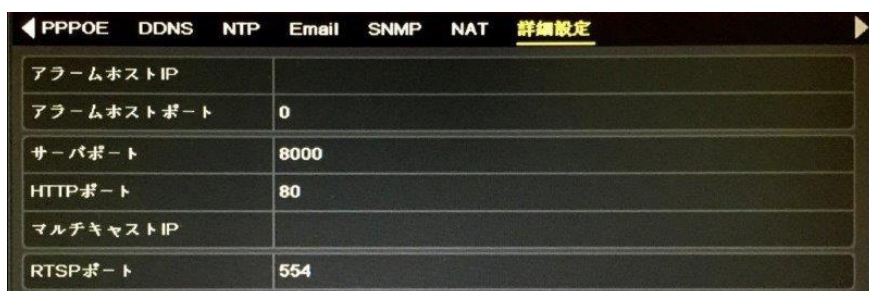 PPPOE DDNS NTP Email SNMP NAT 詳細設定
アラームホストIP
アラームホストポート 0
サーバポート 8000
HTTPポート 80
マルチキャストIP
RTSPポート 554